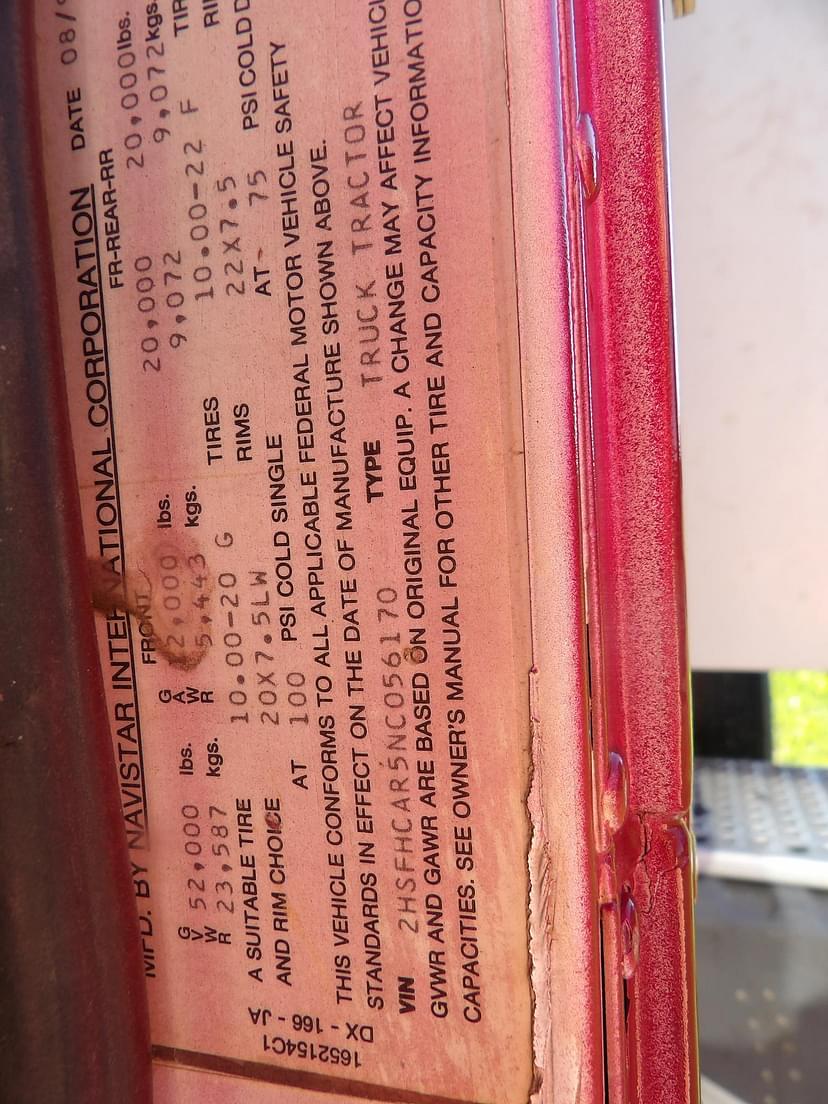 MFD. BY NAVISTAR INTERNATIONAL CORPORATION DATE 08/
FRONT FR-REAR-RR
GVWR 52,000 lbs. GAWR 12,000 lbs. 20,000 20,000lbs.
23,587 kgs. 5,443 kgs. 9,072 9,072kgs.
A SUITABLE TIRE 10.00-20 G TIRES 10.00-22 F
AND RIM CHOICE 20X7.5LW RIMS 22X7.5
AT 100 PSI COLD SINGLE AT 75 PSI COLD
THIS VEHICLE CONFORMS TO ALL APPLICABLE FEDERAL MOTOR VEHICLE SAFETY
STANDARDS IN EFFECT ON THE DATE OF MANUFACTURE SHOWN ABOVE.
VIN 2HSFHCAR5NC056170 TYPE TRUCK TRACTOR
GVWR AND GAWR ARE BASED ON ORIGINAL EQUIP. A CHANGE MAY AFFECT
CAPACITIES. SEE OWNER'S MANUAL FOR OTHER TIRE AND CAPACITY
1652154C1
DX - 166 - JA